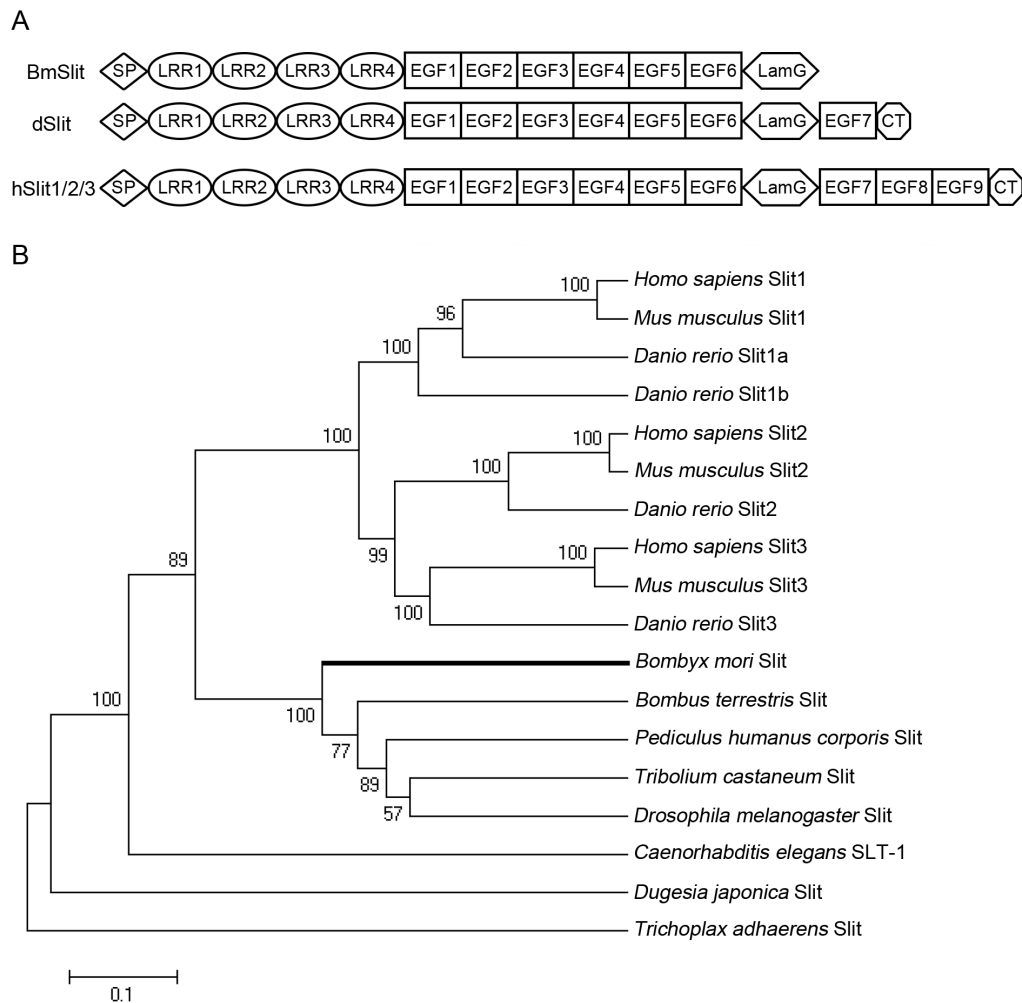 A
BmSlit SP LRR1 LRR2 LRR3 LRR4 EGF1 EGF2 EGF3 EGF4 EGF5 EGF6 LamG
dSlit SP LRR1 LRR2 LRR3 LRR4 EGF1 EGF2 EGF3 EGF4 EGF5 EGF6 LamG EGF7 CT
hSlit1/2/3 SP LRR1 LRR2 LRR3 LRR4 EGF1 EGF2 EGF3 EGF4 EGF5 EGF6 LamG EGF7 EGF8 EGF9 CT
B
100 Homo sapiens Slit1
96 Mus musculus Slit1
100 Danio rerio Slit1a
Danio rerio Slit1b
100 100 Homo sapiens Slit2
100 Mus musculus Slit2
Danio rerio Slit2
89 99 100 Homo sapiens Slit3
Mus musculus Slit3
100 Danio rerio Slit3
Bombyx mori Slit
100 100 Bombus terrestris Slit
77 Pediculus humanus corporis Slit
89 Tribolium castaneum Slit
57 Drosophila melanogaster Slit
Caenorhabditis elegans SLT-1
Dugesia japonica Slit
Trichoplax adhaerens Slit
0.1